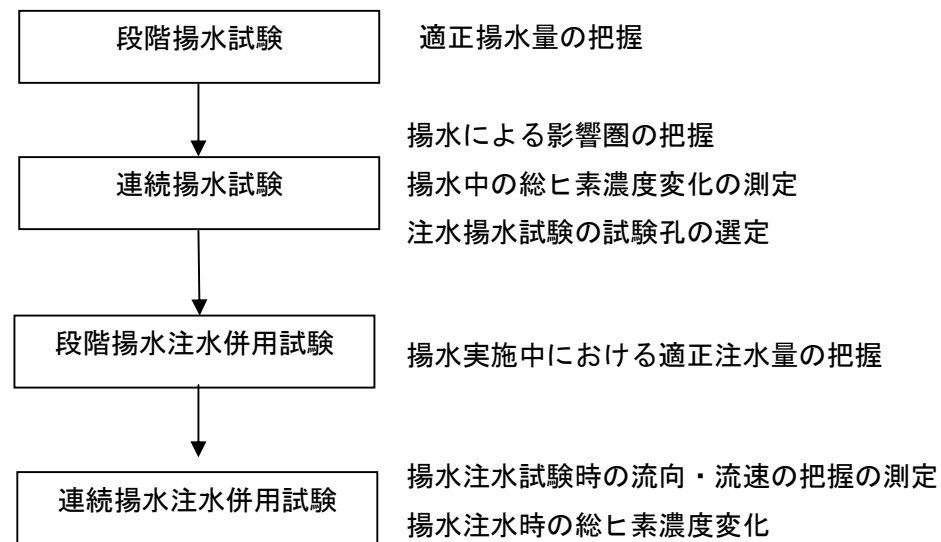 段階揚水試験
適正揚水量の把握
揚水による影響圏の把握
連続揚水試験
揚水中の総ヒ素濃度変化の測定
注水揚水試験の試験孔の選定
段階揚水注水併用試験
揚水実施中における適正注水量の把握
連続揚水注水併用試験
揚水注水試験時の流向・流速の把握の測定
揚水注水時の総ヒ素濃度変化